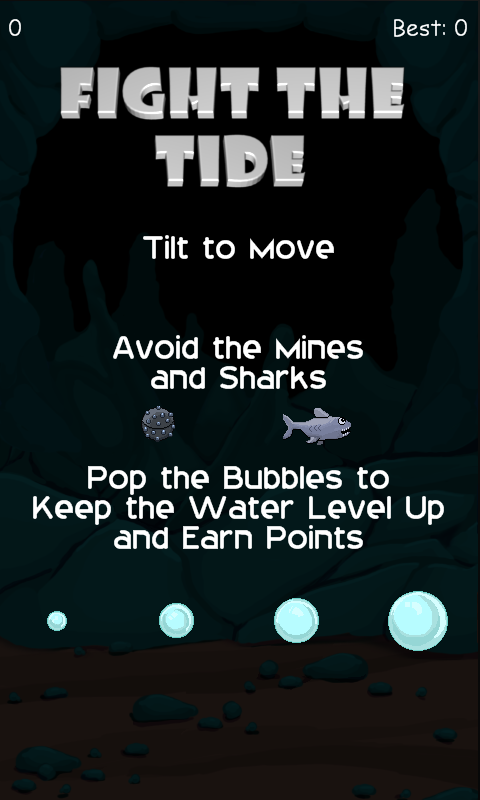 0
Best: 0
FIGHT THE
TIDE
Tilt to Move
Avoid the Mines
and Sharks
Pop the Bubbles to
Keep the Water Level Up
and Earn Points